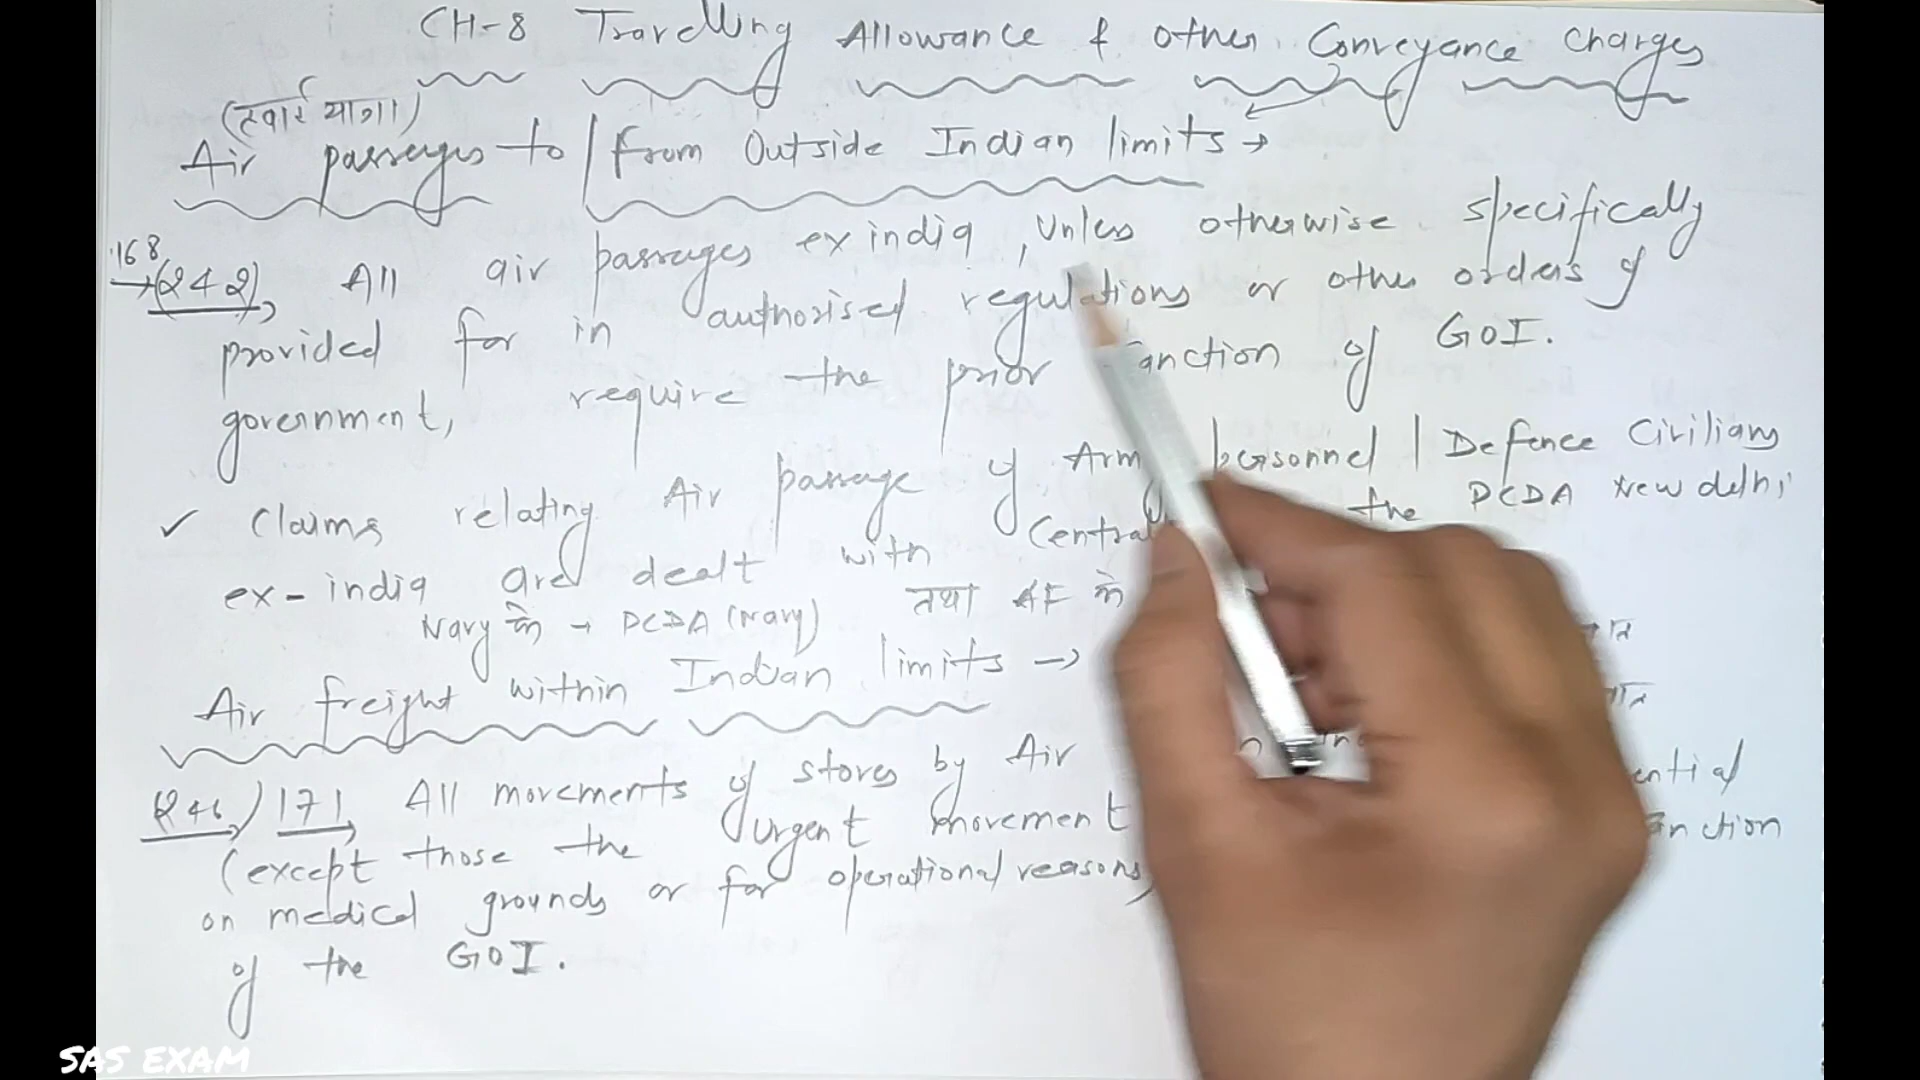 CH-8 Travelling Allowance & other Conveyance charges
(हवाई यात्रा)
Air passages to / from Outside Indian limits →
168
→(242), All air passages ex india, Unless otherwise specifically
provided for in authorised regulations or other orders of
government, require the prior anction of GOI.
✓ Claims relating Air passage of Arm personnel / Defence Civilians
ex-india are dealt with Central the PCDA New delhi
Navy के → PCDA (Navy) तथा AF के
Air freight within Indian limits →
(246)/171, All movements of stores by Air
ential
(except those the urgent movement
nction
on medical grounds or for operational reasons)
of the GOI.
SAS EXAM